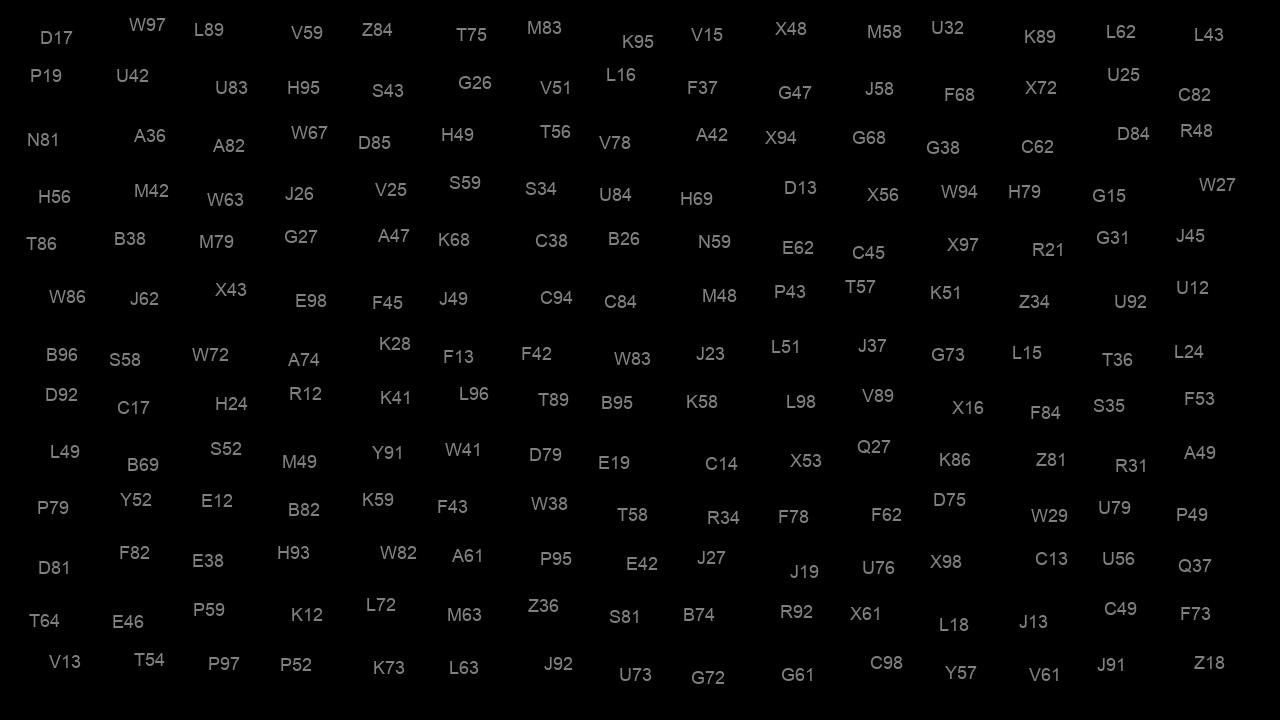 D17 W97 L89 V59 Z84 T75 M83 K95 V15 X48 M58 U32 K89 L62 L43
P19 U42 U83 H95 S43 G26 V51 L16 F37 G47 J58 F68 X72 U25 C82
N81 A36 A82 W67 D85 H49 T56 V78 A42 X94 G68 G38 C62 D84 R48
H56 M42 W63 J26 V25 S59 S34 U84 H69 D13 X56 W94 H79 G15 W27
T86 B38 M79 G27 A47 K68 C38 B26 N59 E62 C45 X97 R21 G31 J45
W86 J62 X43 E98 F45 J49 C94 C84 M48 P43 T57 K51 Z34 U92 U12
B96 S58 W72 A74 K28 F13 F42 W83 J23 L51 J37 G73 L15 T36 L24
D92 C17 H24 R12 K41 L96 T89 B95 K58 L98 V89 X16 F84 S35 F53
L49 B69 S52 M49 Y91 W41 D79 E19 C14 X53 Q27 K86 Z81 R31 A49
P79 Y52 E12 B82 K59 F43 W38 T58 R34 F78 F62 D75 W29 U79 P49
D81 F82 E38 H93 W82 A61 P95 E42 J27 J19 U76 X98 C13 U56 Q37
T64 E46 P59 K12 L72 M63 Z36 S81 B74 R92 X61 L18 J13 C49 F73
V13 T54 P97 P52 K73 L63 J92 U73 G72 G61 C98 Y57 V61 J91 Z18